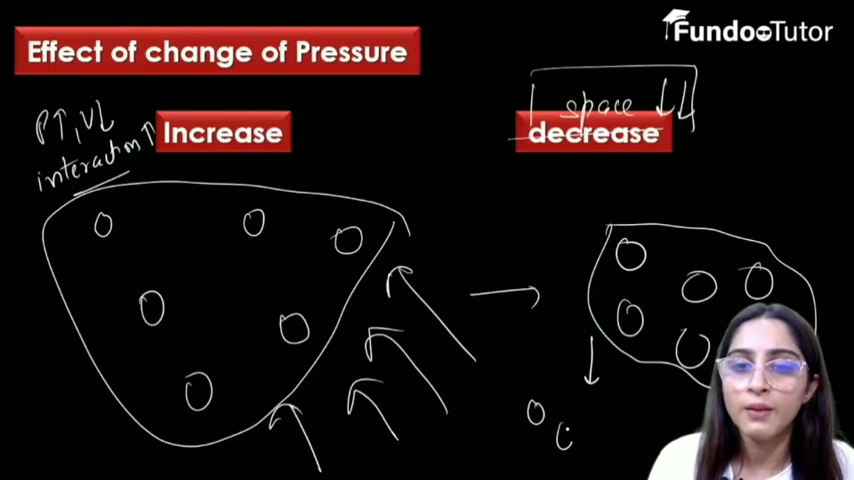 FundooTutor
Effect of change of Pressure
P↑, V↓
interaction ↑
Increase
space ↓↓
decrease